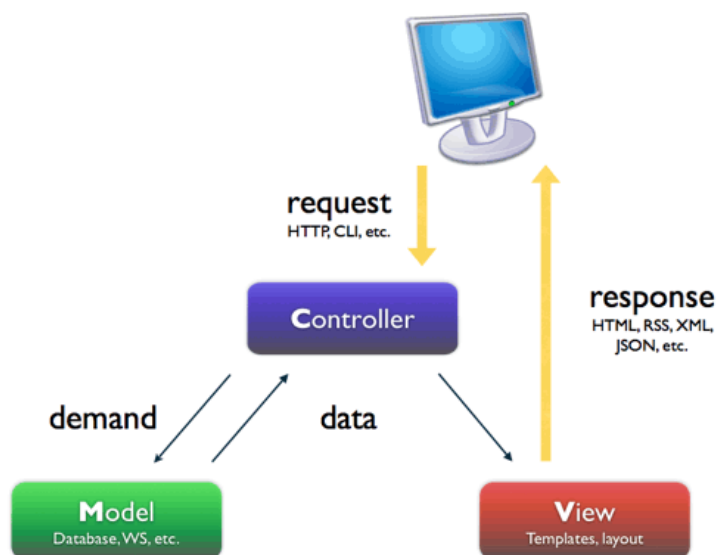 request
HTTP, CLI, etc.
Controller
response
HTML, RSS, XML,
JSON, etc.
demand
data
Model
Database, WS, etc.
View
Templates, layout